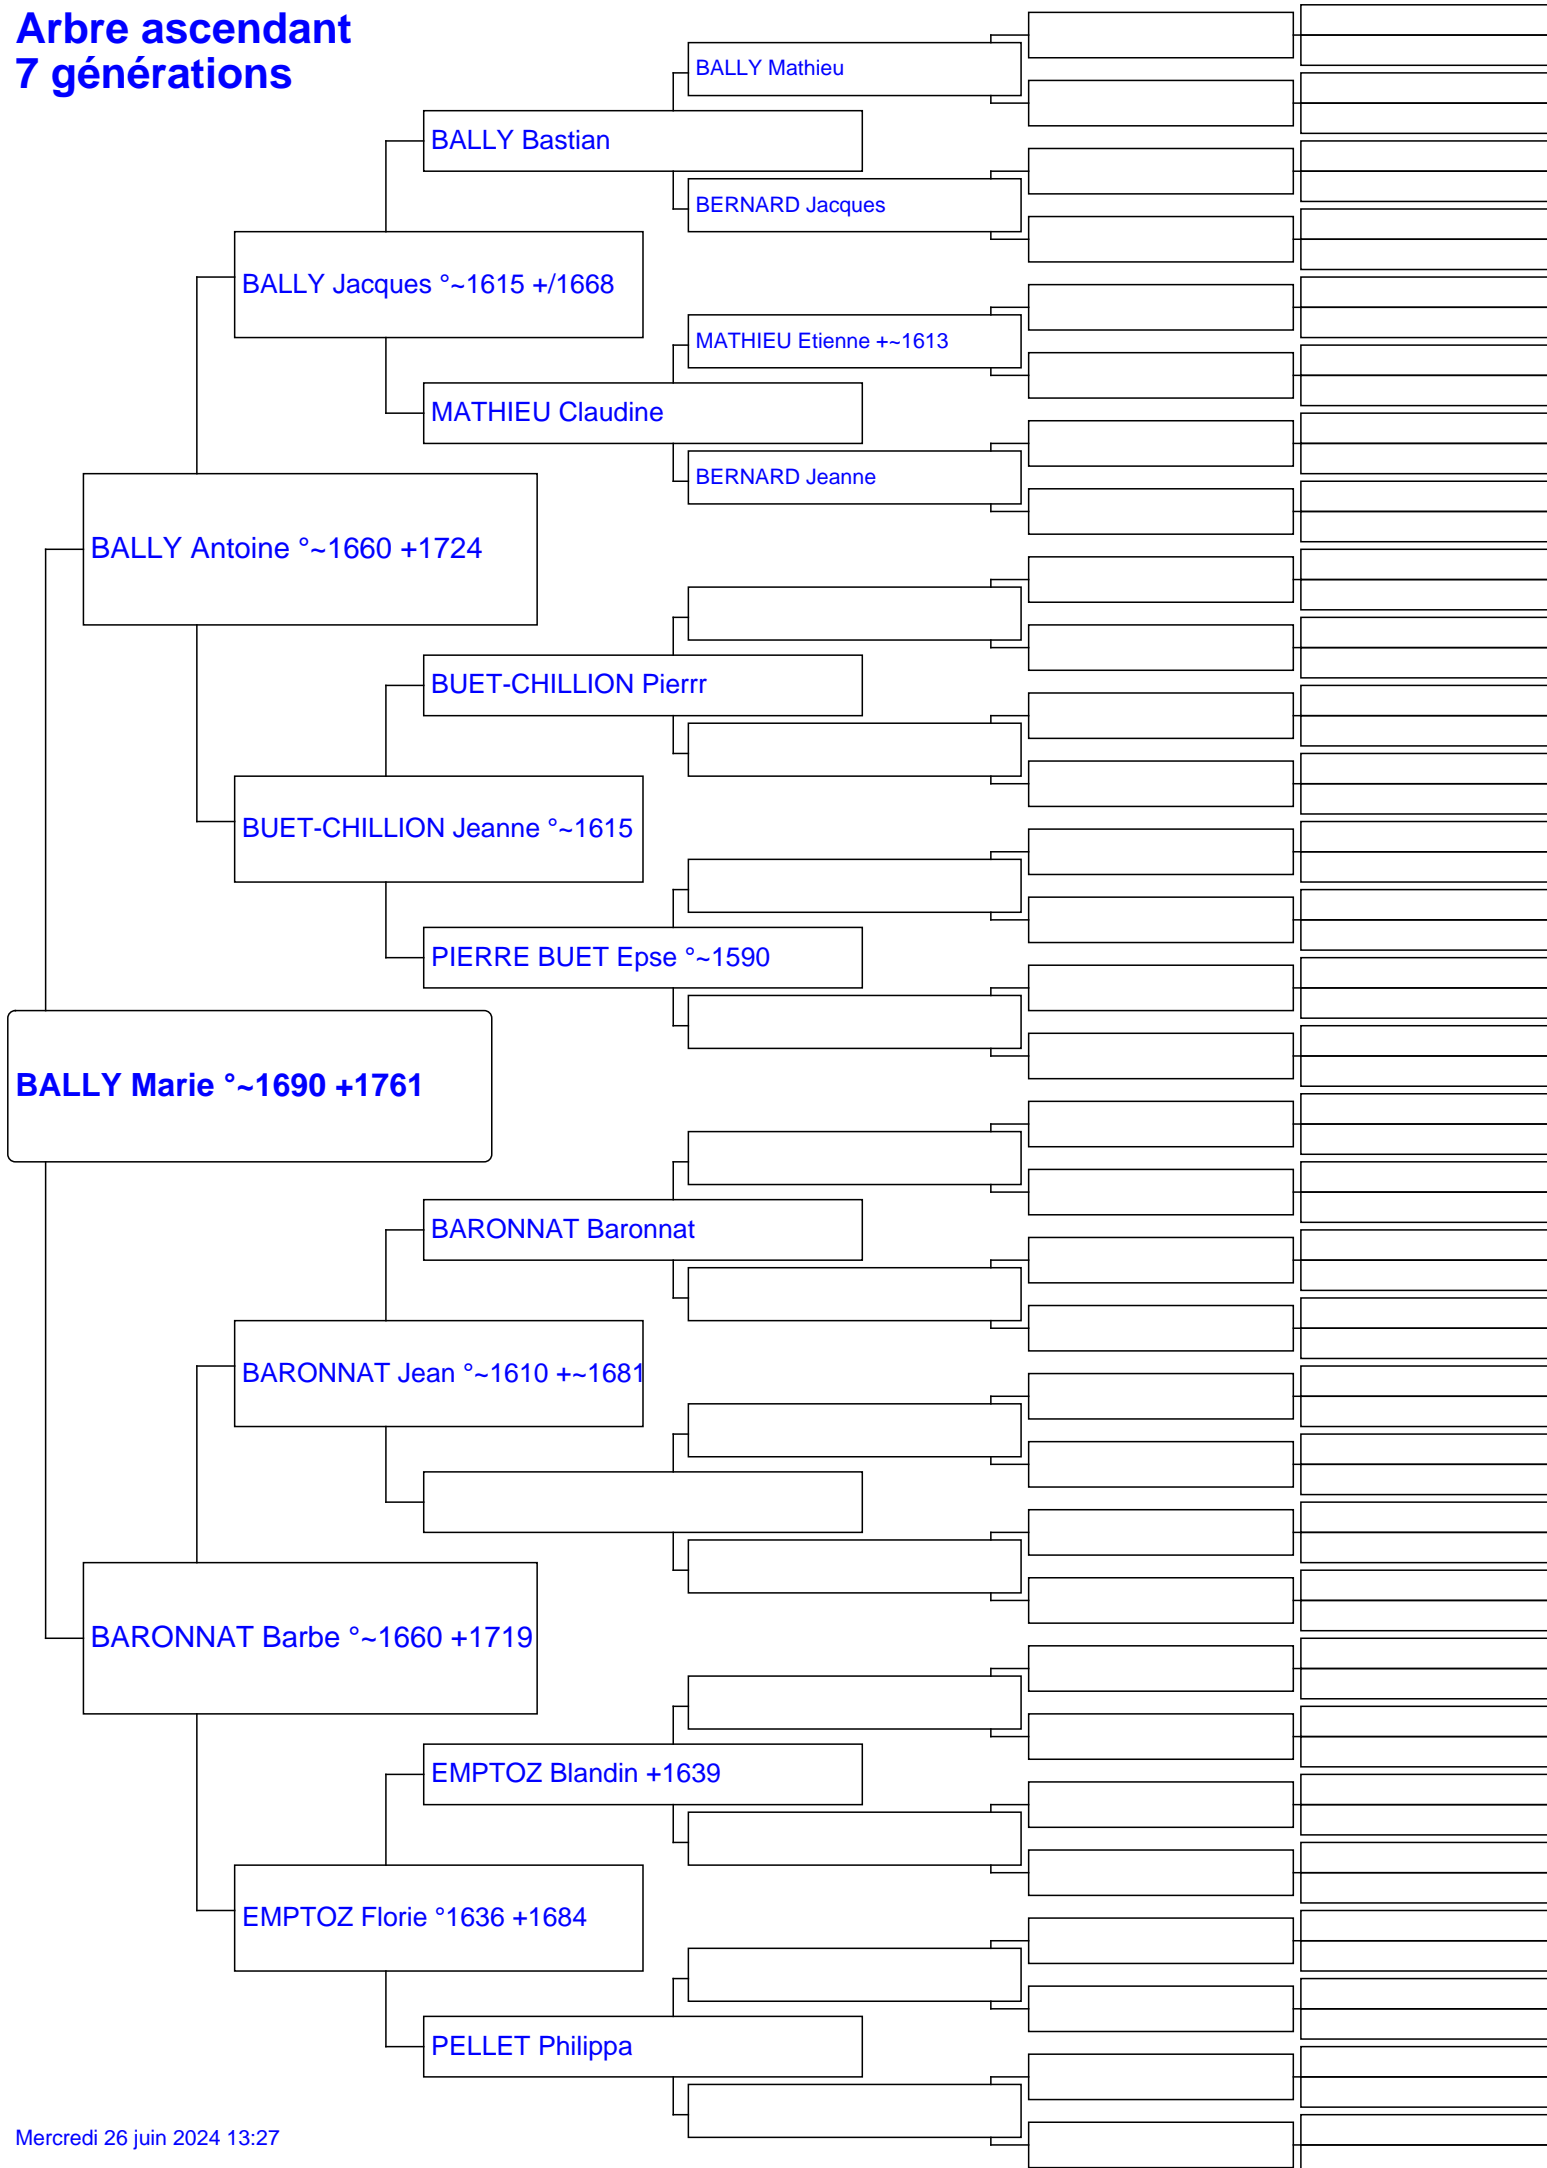 Arbre ascendant
7 générations
BALLY Mathieu
BALLY Bastian
BERNARD Jacques
BALLY Jacques °~1615 +/1668
MATHIEU Etienne +~1613
MATHIEU Claudine
BERNARD Jeanne
BALLY Antoine °~1660 +1724
BUET-CHILLION Pierrr
BUET-CHILLION Jeanne °~1615
PIERRE BUET Epse °~1590
BALLY Marie °~1690 +1761
BARONNAT Baronnat
BARONNAT Jean °~1610 +~1681
BARONNAT Barbe °~1660 +1719
EMPTOZ Blandin +1639
EMPTOZ Florie °1636 +1684
PELLET Philippa
Mercredi 26 juin 2024 13:27